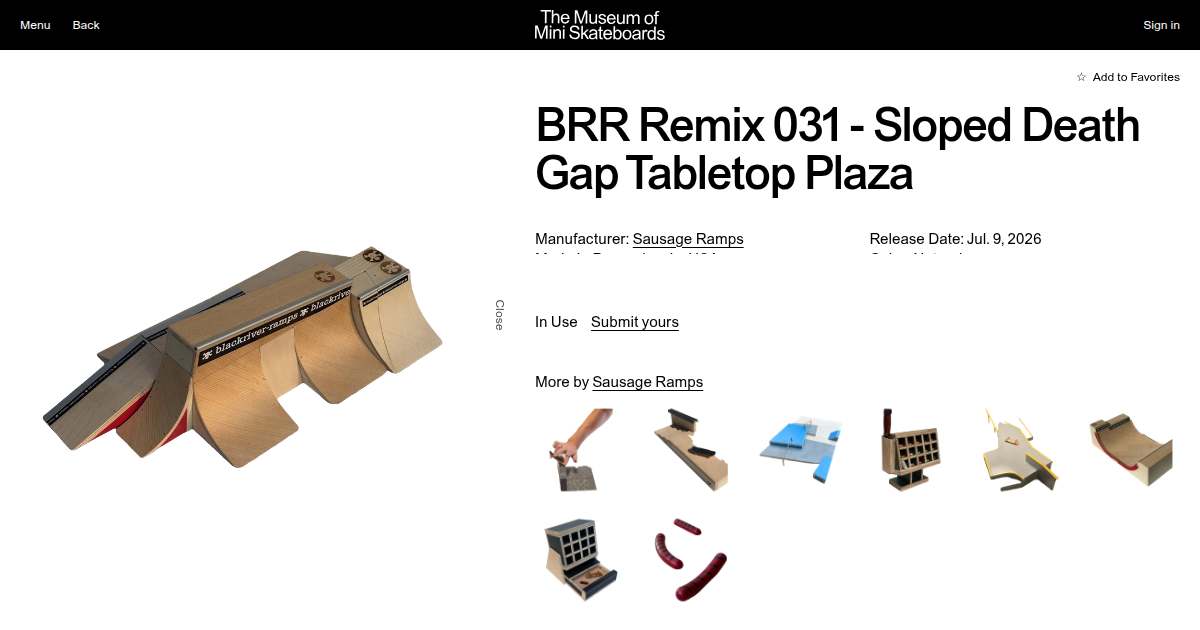 Menu
Back
The Museum of
Mini Skateboards
Sign in
☆ Add to Favorites
BRR Remix 031 - Sloped Death
Gap Tabletop Plaza
Manufacturer: Sausage Ramps
Release Date: Jul. 9, 2026
blackriver-ramps blackrive
Close
In Use
Submit yours
More by Sausage Ramps